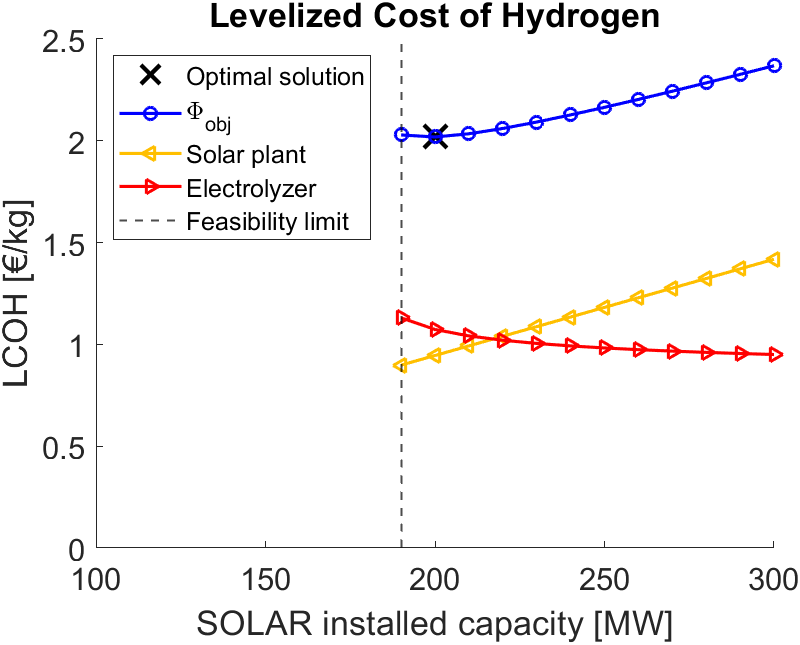 Levelized Cost of Hydrogen
2.5
2
1.5
1
0.5
0
LCOH [€/kg]
Optimal solution
Φobj
Solar plant
Electrolyzer
Feasibility limit
100
150
200
250
300
SOLAR installed capacity [MW]